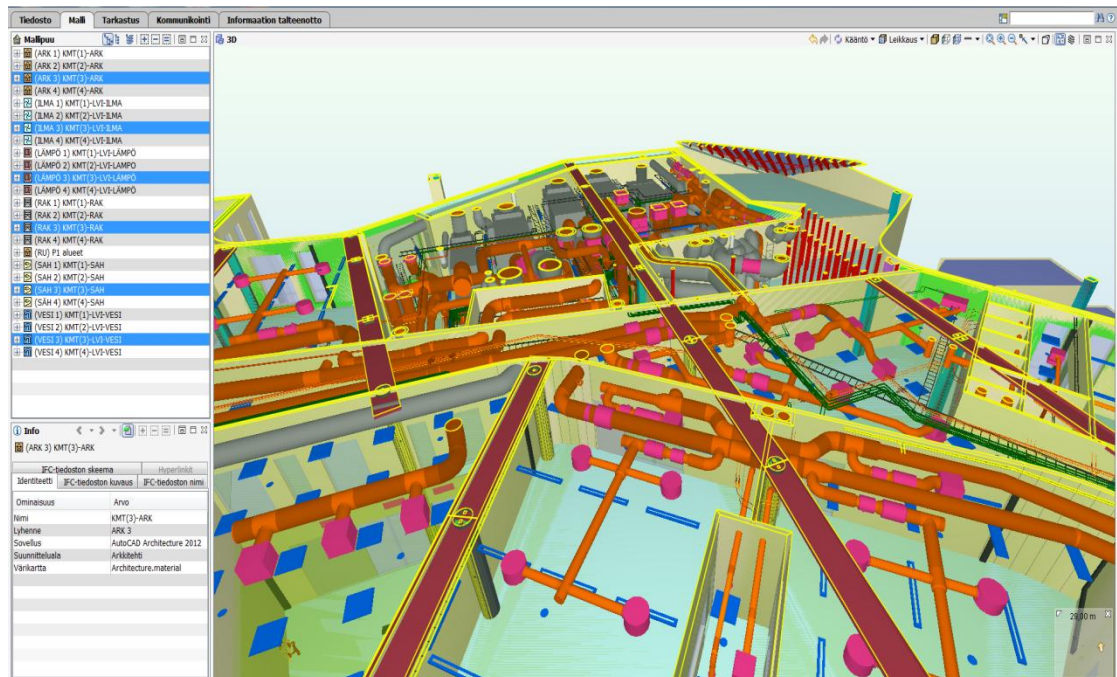 Tiedosto Malli Tarkastus Kommunikointi Informaation talteenotto
Mallipuu
3D
Kääntö Leikkaus
(ARK 1) KMT(1)-ARK
(ARK 2) KMT(2)-ARK
(ARK 3) KMT(3)-ARK
(ARK 4) KMT(4)-ARK
(ILMA 1) KMT(1)-LVI-ILMA
(ILMA 2) KMT(2)-LVI-ILMA
(ILMA 3) KMT(3)-LVI-ILMA
(ILMA 4) KMT(4)-LVI-ILMA
(LÄMPÖ 1) KMT(1)-LVI-LÄMPÖ
(LÄMPÖ 2) KMT(2)-LVI-LÄMPÖ
(LÄMPÖ 3) KMT(3)-LVI-LÄMPÖ
(LÄMPÖ 4) KMT(4)-LVI-LÄMPÖ
(RAK 1) KMT(1)-RAK
(RAK 2) KMT(2)-RAK
(RAK 3) KMT(3)-RAK
(RAK 4) KMT(4)-RAK
(RU) P1 alueet
(SÄH 1) KMT(1)-SÄH
(SÄH 2) KMT(2)-SÄH
(SÄH 3) KMT(3)-SÄH
(SÄH 4) KMT(4)-SÄH
(VESI 1) KMT(1)-LVI-VESI
(VESI 2) KMT(2)-LVI-VESI
(VESI 3) KMT(3)-LVI-VESI
(VESI 4) KMT(4)-LVI-VESI
Info
(ARK 3) KMT(3)-ARK
IFC-tiedoston skeema Hyperlinkit
Identiteetti IFC-tiedoston kuvaus IFC-tiedoston nimi
Ominaisuus Arvo
Nimi KMT(3)-ARK
Lyhenne ARK 3
Sovellus AutoCAD Architecture 2012
Suunnitteluala Arkkitehti
Värikartta Architecture.material
29,00 m